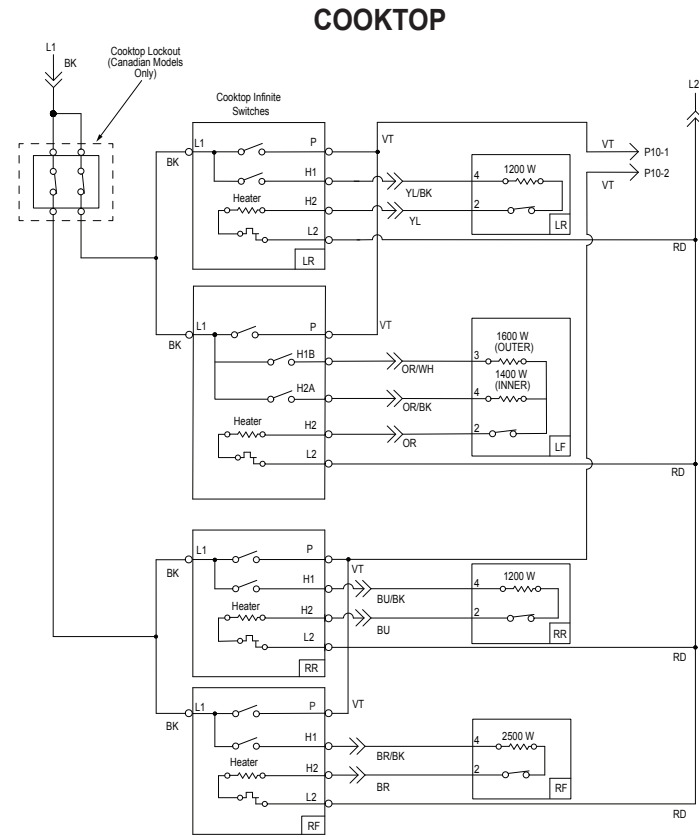 COOKTOP
L1
BK
Cooktop Lockout
(Canadian Models
Only)
L2
Cooktop Infinite
Switches
L1
P
VT
VT
P10-1
P10-2
VT
BK
H1
YL/BK
4
1200 W
Heater
H2
YL
2
LR
L2
LR
RD
L1
P
VT
BK
H1B
OR/WH
3
1600 W
(OUTER)
1400 W
(INNER)
H2A
OR/BK
4
Heater
H2
OR
2
LF
L2
RD
L1
P
VT
BK
H1
BU/BK
4
1200 W
Heater
H2
BU
2
RR
L2
RR
RD
L1
P
VT
BK
H1
BR/BK
4
2500 W
Heater
H2
BR
2
RF
L2
RF
RD